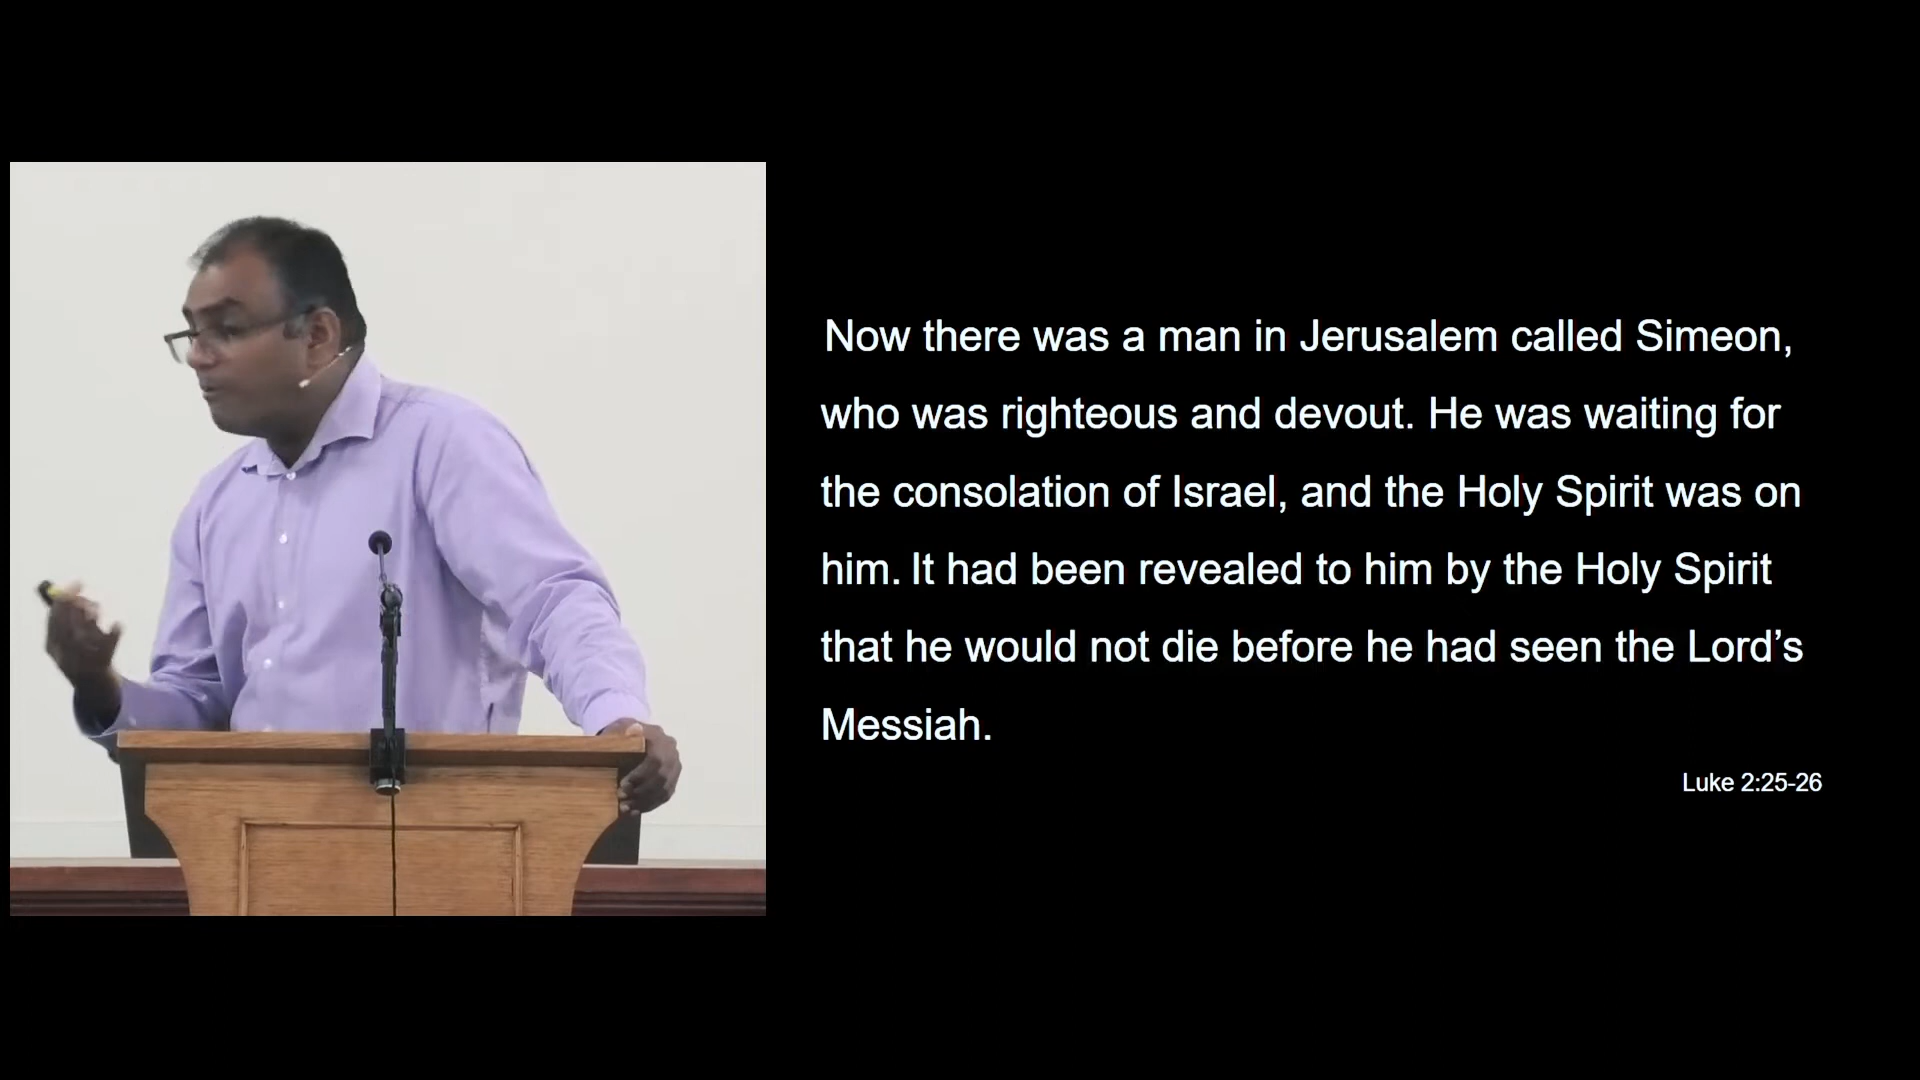 Now there was a man in Jerusalem called Simeon,
who was righteous and devout. He was waiting for
the consolation of Israel, and the Holy Spirit was on
him. It had been revealed to him by the Holy Spirit
that he would not die before he had seen the Lord’s
Messiah.
Luke 2:25-26